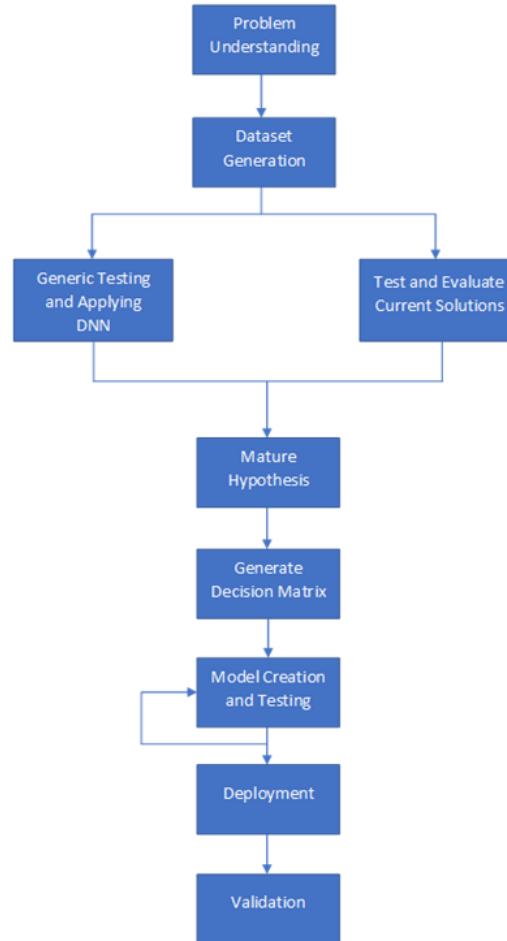 Problem
Understanding
Dataset
Generation
Generic Testing
and Applying
DNN
Test and Evaluate
Current Solutions
Mature
Hypothesis
Generate
Decision Matrix
Model Creation
and Testing
Deployment
Validation